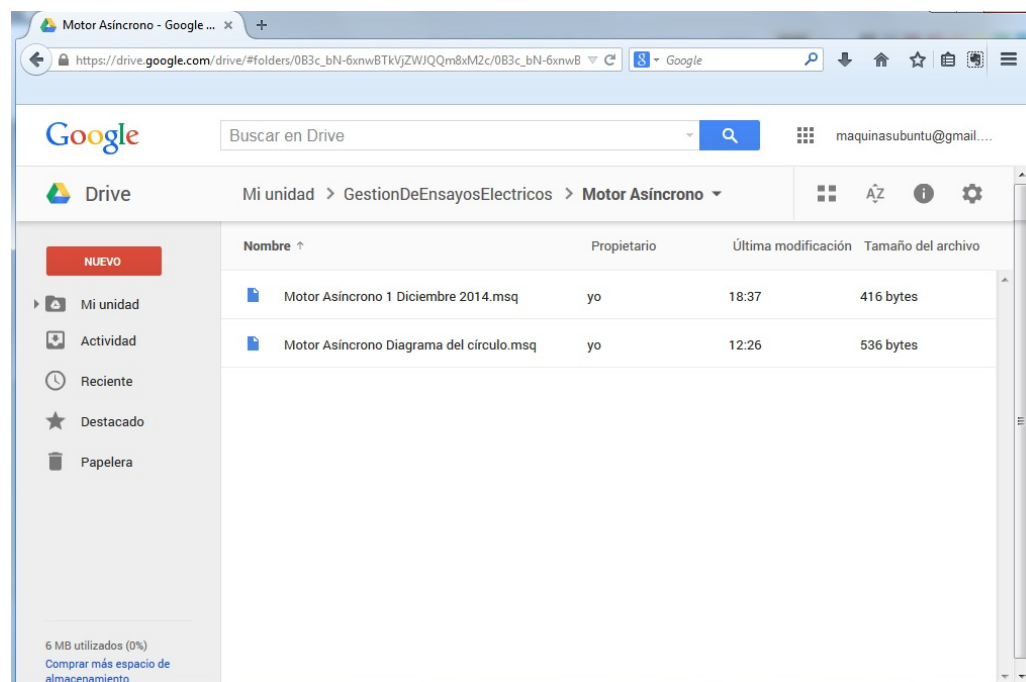 Motor Asíncrono - Google ...
https://drive.google.com/drive/#folders/0B3c_bN-6xnwBTkVjZWJQQm8xM2c/0B3c_bN-6xnwB
8 Google
Google
Buscar en Drive
maquinasubuntu@gmail....
Drive
Mi unidad > GestionDeEnsayosElectricos > Motor Asíncrono
AZ
NUEVO
Nombre ↑ Propietario Última modificación Tamaño del archivo
Mi unidad
Motor Asíncrono 1 Diciembre 2014.msq yo 18:37 416 bytes
Actividad
Motor Asíncrono Diagrama del círculo.msq yo 12:26 536 bytes
Reciente
Destacado
Papelera
6 MB utilizados (0%)
Comprar más espacio de
almacenamiento